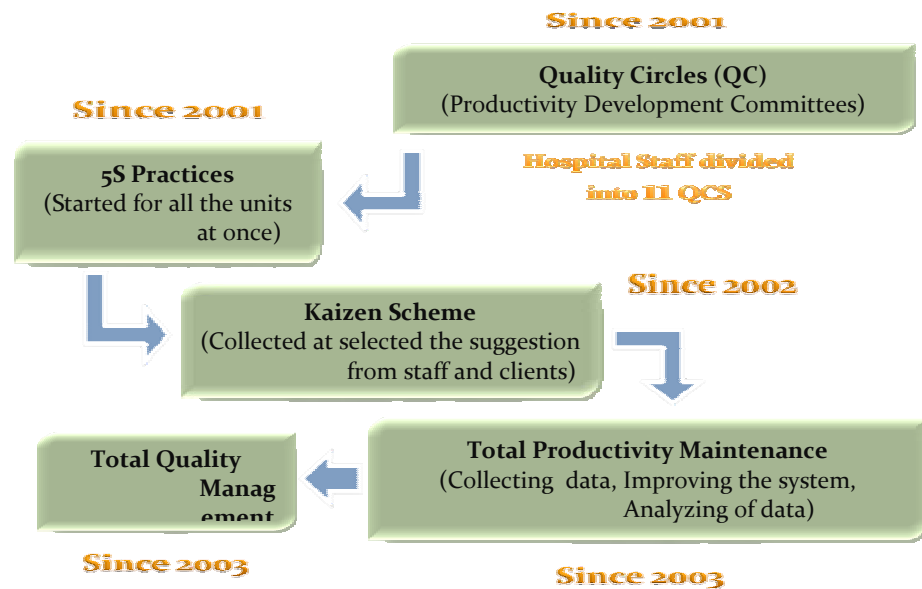 Since 2001
Quality Circles (QC)
(Productivity Development Committees)
Since 2001
Hospital Staff divided
into 11 QCS
5S Practices
(Started for all the units
at once)
Since 2002
Kaizen Scheme
(Collected at selected the suggestion
from staff and clients)
Total Productivity Maintenance
(Collecting data, Improving the system,
Analyzing of data)
Total Quality
Manag
ement
Since 2003
Since 2003